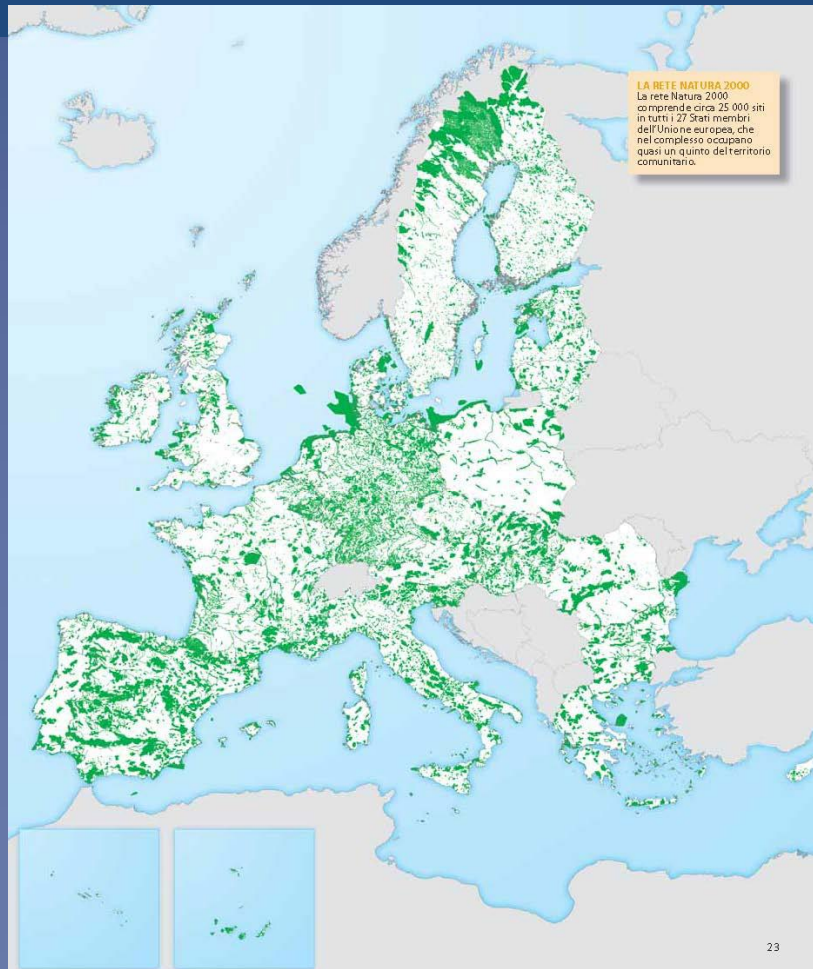 LA RETE NATURA 2000
La rete Natura 2000
comprende circa 25 000 siti
in tutti i 27 Stati membri
dell'Unione europea, che
nel complesso occupano
quasi un quinto del territorio
comunitario.
23